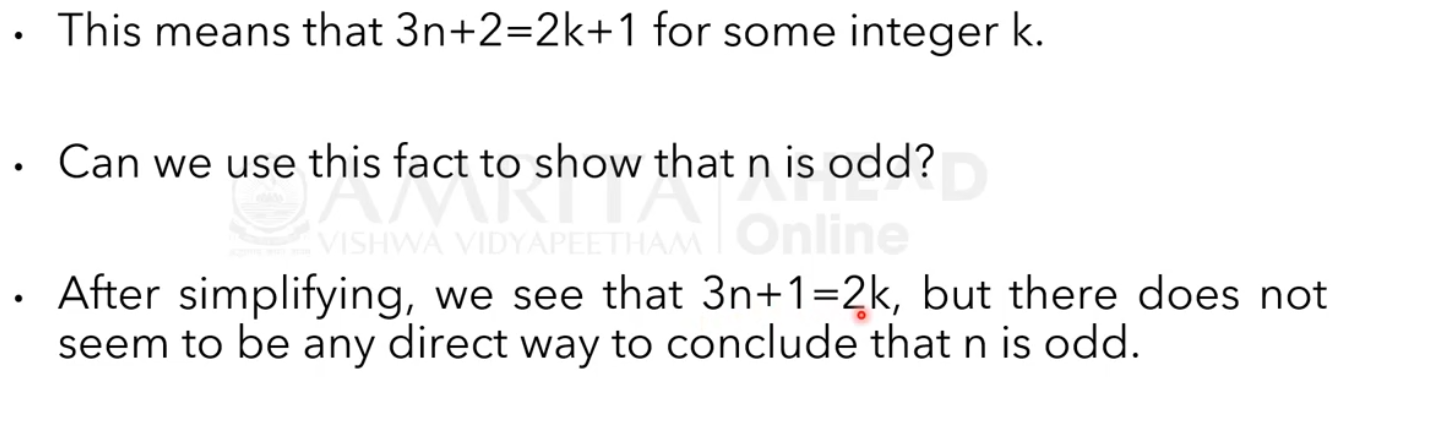 • This means that 3n+2=2k+1 for some integer k.
• Can we use this fact to show that n is odd?
AMRITA AHEAD
VISHWA VIDYAPEETHAM Online
• After simplifying, we see that 3n+1=2k, but there does not
seem to be any direct way to conclude that n is odd.